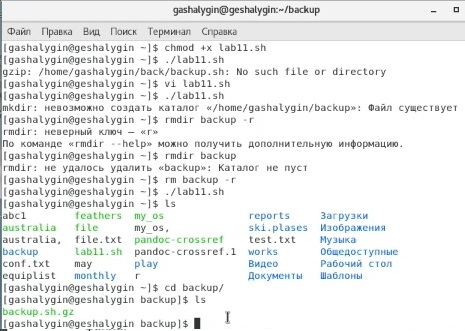 gashalygin@geshalygin:~/backup
Файл Правка Вид Поиск Терминал Справка
[gashalygin@geshalygin ~]$ chmod +x lab11.sh
[gashalygin@geshalygin ~]$ ./lab11.sh
gzip: /home/gashalygin/back/backup.sh: No such file or directory
[gashalygin@geshalygin ~]$ vi lab11.sh
[gashalygin@geshalygin ~]$ ./lab11.sh
mkdir: невозможно создать каталог «/home/gashalygin/backup»: Файл существует
[gashalygin@geshalygin ~]$ rmdir backup -r
rmdir: неверный ключ — «r»
По команде «rmdir --help» можно получить дополнительную информацию.
[gashalygin@geshalygin ~]$ rmdir backup
rmdir: не удалось удалить «backup»: Каталог не пуст
[gashalygin@geshalygin ~]$ rm backup -r
[gashalygin@geshalygin ~]$ ./lab11.sh
[gashalygin@geshalygin ~]$ ls
abc1 feathers my_os reports Загрузки
australia file my_os, ski.plases Изображения
australia, file.txt pandoc-crossref test.txt Музыка
backup lab11.sh pandoc-crossref.1 works Общедоступные
conf.txt may play Видео Рабочий стол
equiplist monthly r Документы Шаблоны
[gashalygin@geshalygin ~]$ cd backup/
[gashalygin@geshalygin backup]$ ls
backup.sh.gz
[gashalygin@geshalygin backup]$